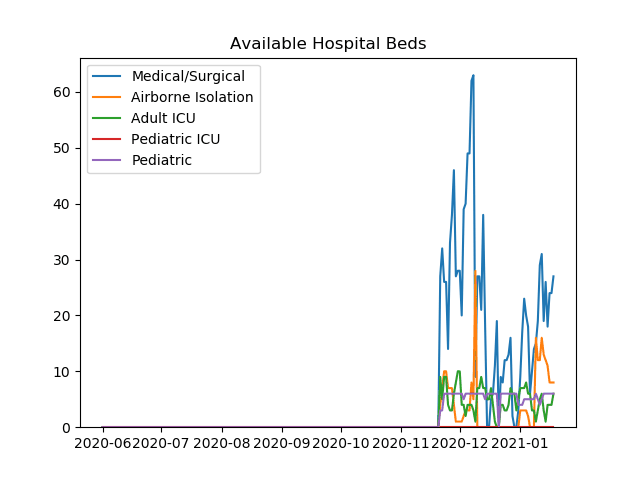 Available Hospital Beds
Medical/Surgical
Airborne Isolation
Adult ICU
Pediatric ICU
Pediatric
60
50
40
30
20
10
0
2020-06 2020-07 2020-08 2020-09 2020-10 2020-11 2020-12 2021-01